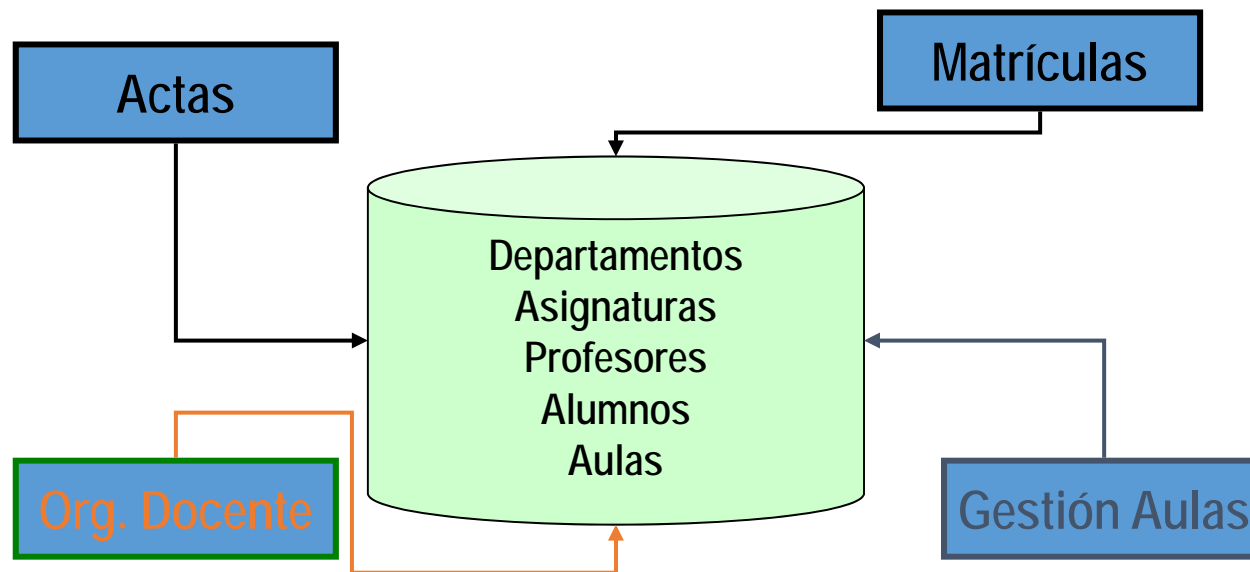 Actas
Matrículas
Departamentos
Asignaturas
Profesores
Alumnos
Aulas
Org. Docente
Gestión Aulas